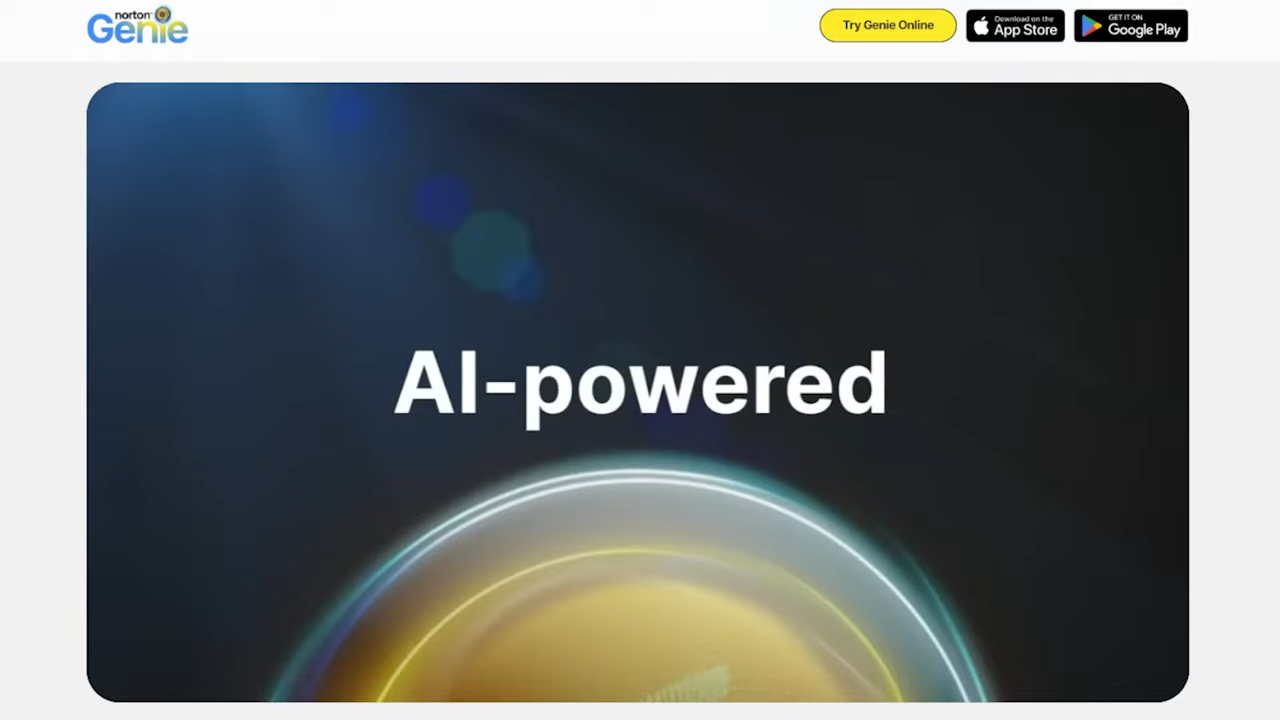 norton
Genie
Try Genie Online
Download on the
App Store
GET IT ON
Google Play
AI-powered